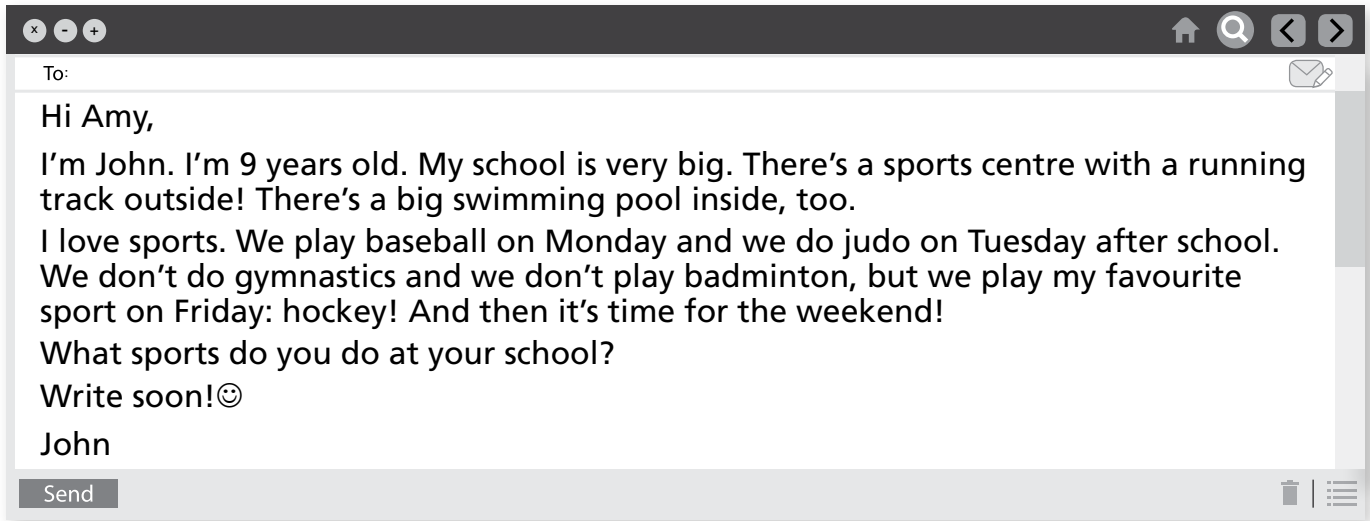 x - +
To:
Hi Amy,
I'm John. I'm 9 years old. My school is very big. There's a sports centre with a running
track outside! There's a big swimming pool inside, too.
I love sports. We play baseball on Monday and we do judo on Tuesday after school.
We don't do gymnastics and we don't play badminton, but we play my favourite
sport on Friday: hockey! And then it's time for the weekend!
What sports do you do at your school?
Write soon!☺
John
Send